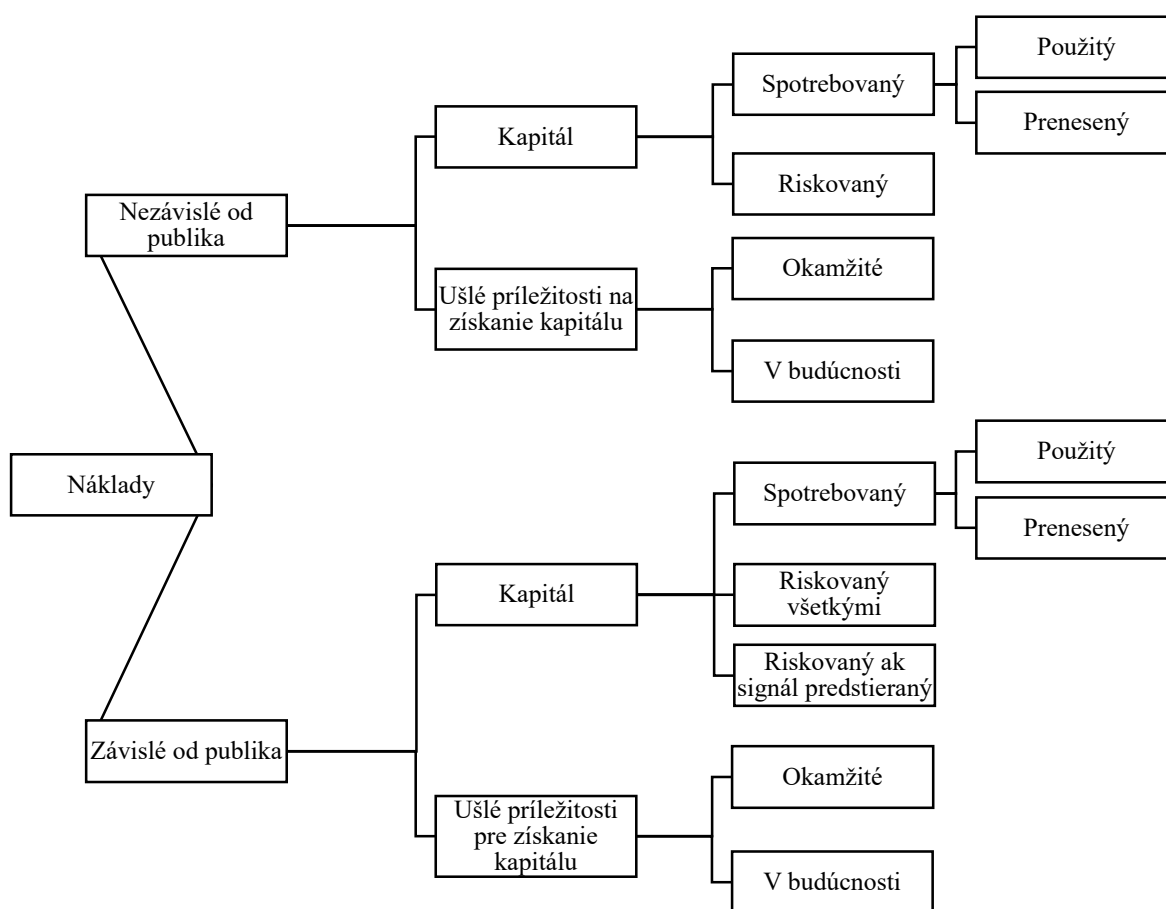 Použitý
Spotrebovaný
Prenesený
Kapitál
Riskovaný
Nezávislé od
publika
Okamžité
Ušlé príležitosti na
získanie kapitálu
V budúcnosti
Použitý
Náklady
Spotrebovaný
Prenesený
Kapitál
Riskovaný
všetkými
Riskovaný ak
signál predstieraný
Závislé od publika
Okamžité
Ušlé príležitosti
pre získanie
kapitálu
V budúcnosti